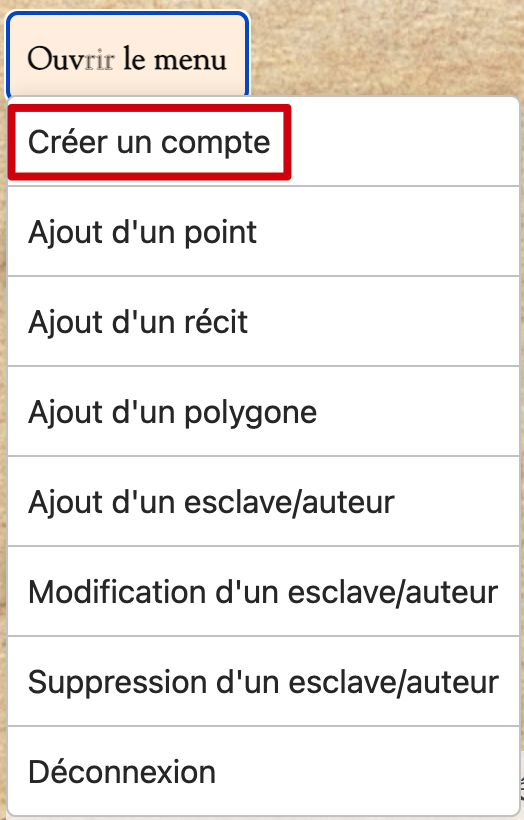 Ouvrir le menu
Créer un compte
Ajout d'un point
Ajout d'un récit
Ajout d'un polygone
Ajout d'un esclave/auteur
Modification d'un esclave/auteur
Suppression d'un esclave/auteur
Déconnexion